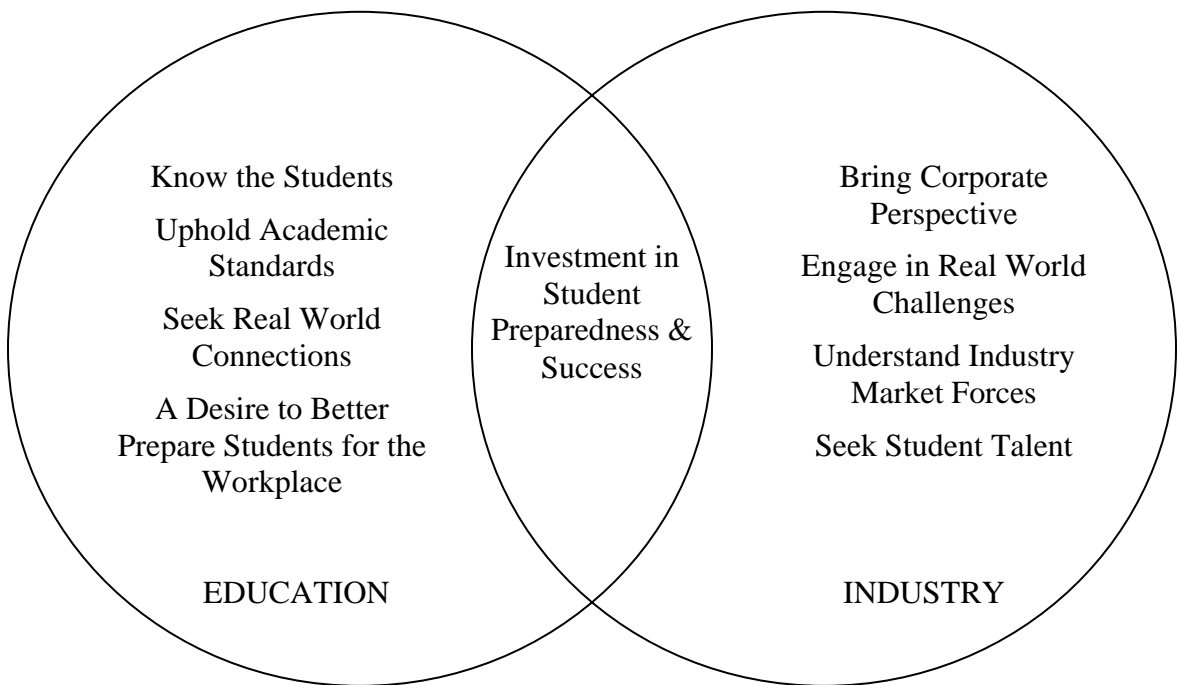 Know the Students
Uphold Academic
Standards
Seek Real World
Connections
A Desire to Better
Prepare Students for the
Workplace
EDUCATION
Investment in
Student
Preparedness &
Success
Bring Corporate
Perspective
Engage in Real World
Challenges
Understand Industry
Market Forces
Seek Student Talent
INDUSTRY